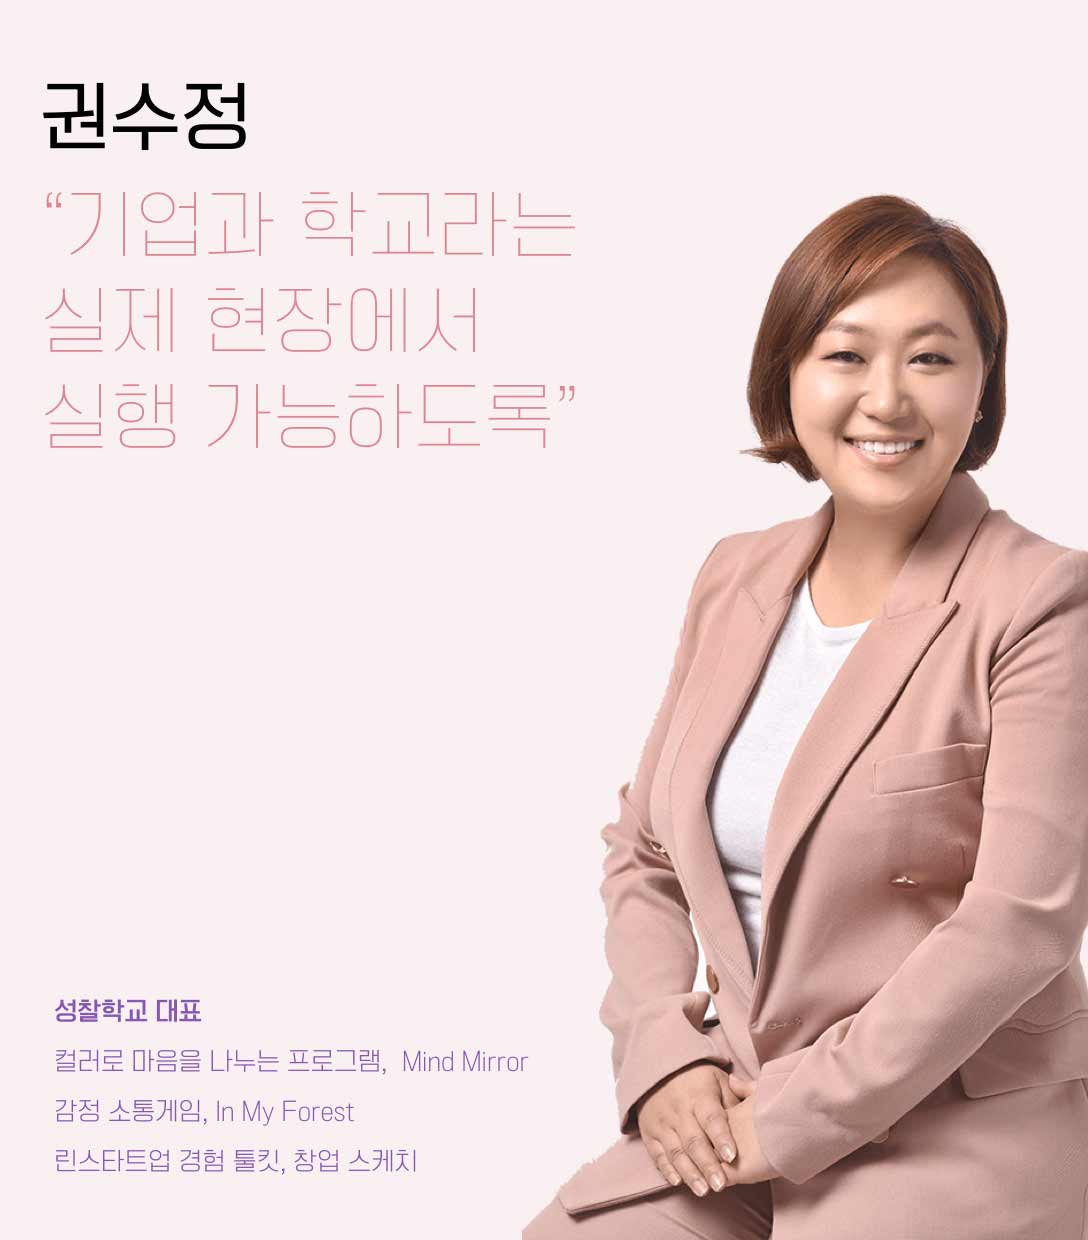 권수정
“기업과 학교라는
실제 현장에서
실행 가능하도록”
성찰학교 대표
컬러로 마음을 나누는 프로그램, Mind Mirror
감정 소통게임, In My Forest
린스타트업 경험 툴킷, 창업 스케치